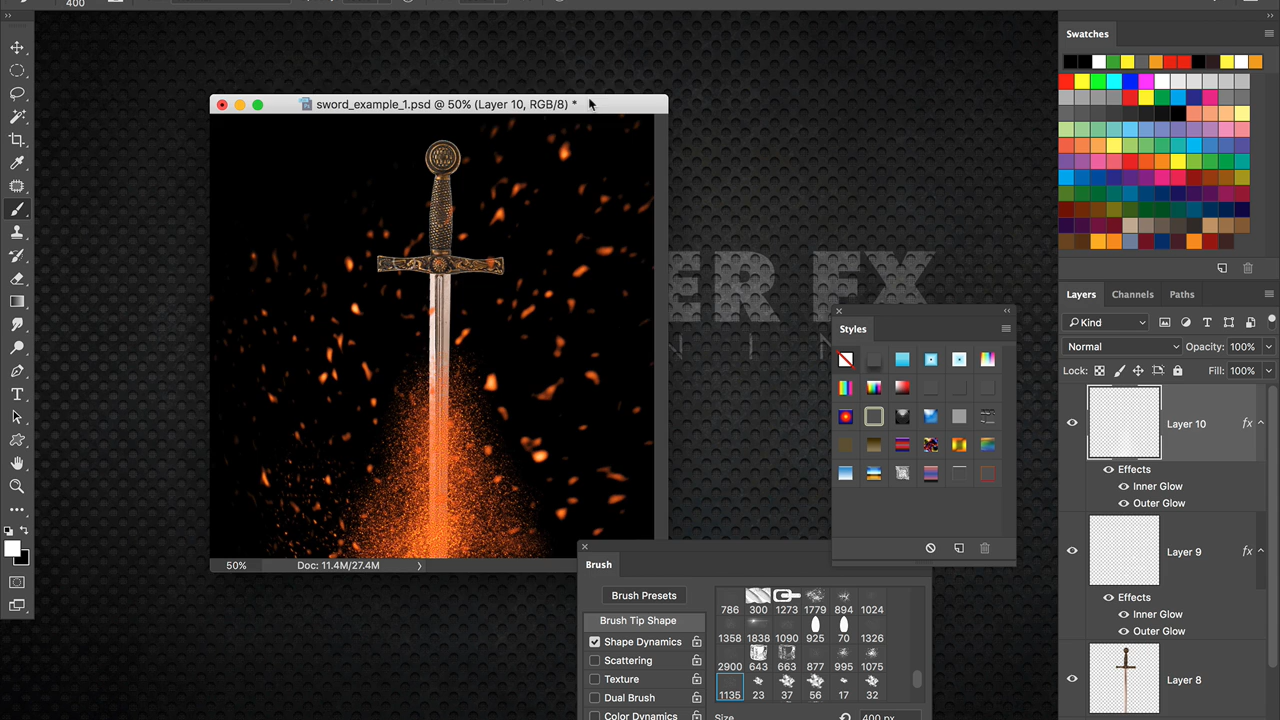 400
sword_example_1.psd @ 50% (Layer 10, RGB/8) *
ER FX
50%
Doc: 11.4M/27.4M
Swatches
Styles
Layers
Channels
Paths
Kind
Normal
Opacity: 100%
Lock:
Fill: 100%
Layer 10
fx
Effects
Inner Glow
Outer Glow
Layer 9
fx
Effects
Inner Glow
Outer Glow
Layer 8
Brush
Brush Presets
Brush Tip Shape
Shape Dynamics
Scattering
Texture
Dual Brush
Color Dynamics
786 300 1273 1779 894 1024
1358 1838 1090 925 70 1326
2900 643 663 877 995 1075
1135 23 37 56 17 32
Size
400 px